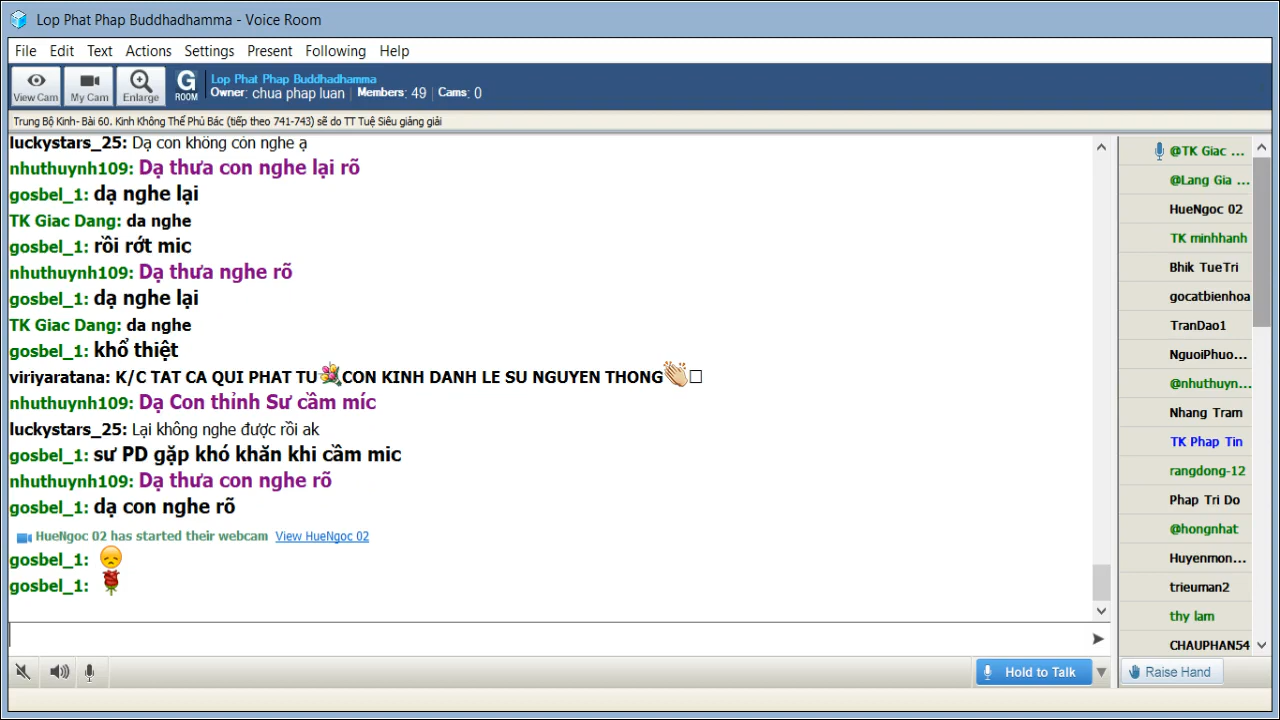 Lop Phat Phap Buddhadhamma - Voice Room
File Edit Text Actions Settings Present Following Help
View Cam My Cam Enlarge G ROOM
Lop Phat Phap Buddhadhamma
Owner: chua phap luan Members: 49 Cams: 0
Trung Bộ Kinh- Bài 60. Kinh Không Thể Phủ Bác (tiếp theo 741-743) sẽ do TT Tuệ Siêu giảng giải
luckystars_25: Dạ con không còn nghe ạ
nhuthuynh109: Dạ thưa con nghe lại rõ
gosbel_1: dạ nghe lại
TK Giac Dang: da nghe
gosbel_1: rồi rớt mic
nhuthuynh109: Dạ thưa nghe rõ
gosbel_1: dạ nghe lại
TK Giac Dang: da nghe
gosbel_1: khổ thiệt
viriyaratana: K/C TAT CA QUI PHAT TU CON KINH DANH LE SU NGUYEN THONG
nhuthuynh109: Dạ Con thỉnh Sư cầm míc
luckystars_25: Lại không nghe được rồi ak
gosbel_1: sư PD gặp khó khăn khi cầm mic
nhuthuynh109: Dạ thưa con nghe rõ
gosbel_1: dạ con nghe rõ
HueNgoc 02 has started their webcam View HueNgoc 02
gosbel_1:
gosbel_1:
@TK Giac ...
@Lang Gia ...
HueNgoc 02
TK minhhanh
Bhik TueTri
gocatbienhoa
TranDao1
NguoiPhuo...
@nhuthuyn...
Nhang Tram
TK Phap Tin
rangdong-12
Phap Tri Do
@hongnhat
Huyenmon...
trieuman2
thy lam
CHAUPHAN54
Hold to Talk
Raise Hand